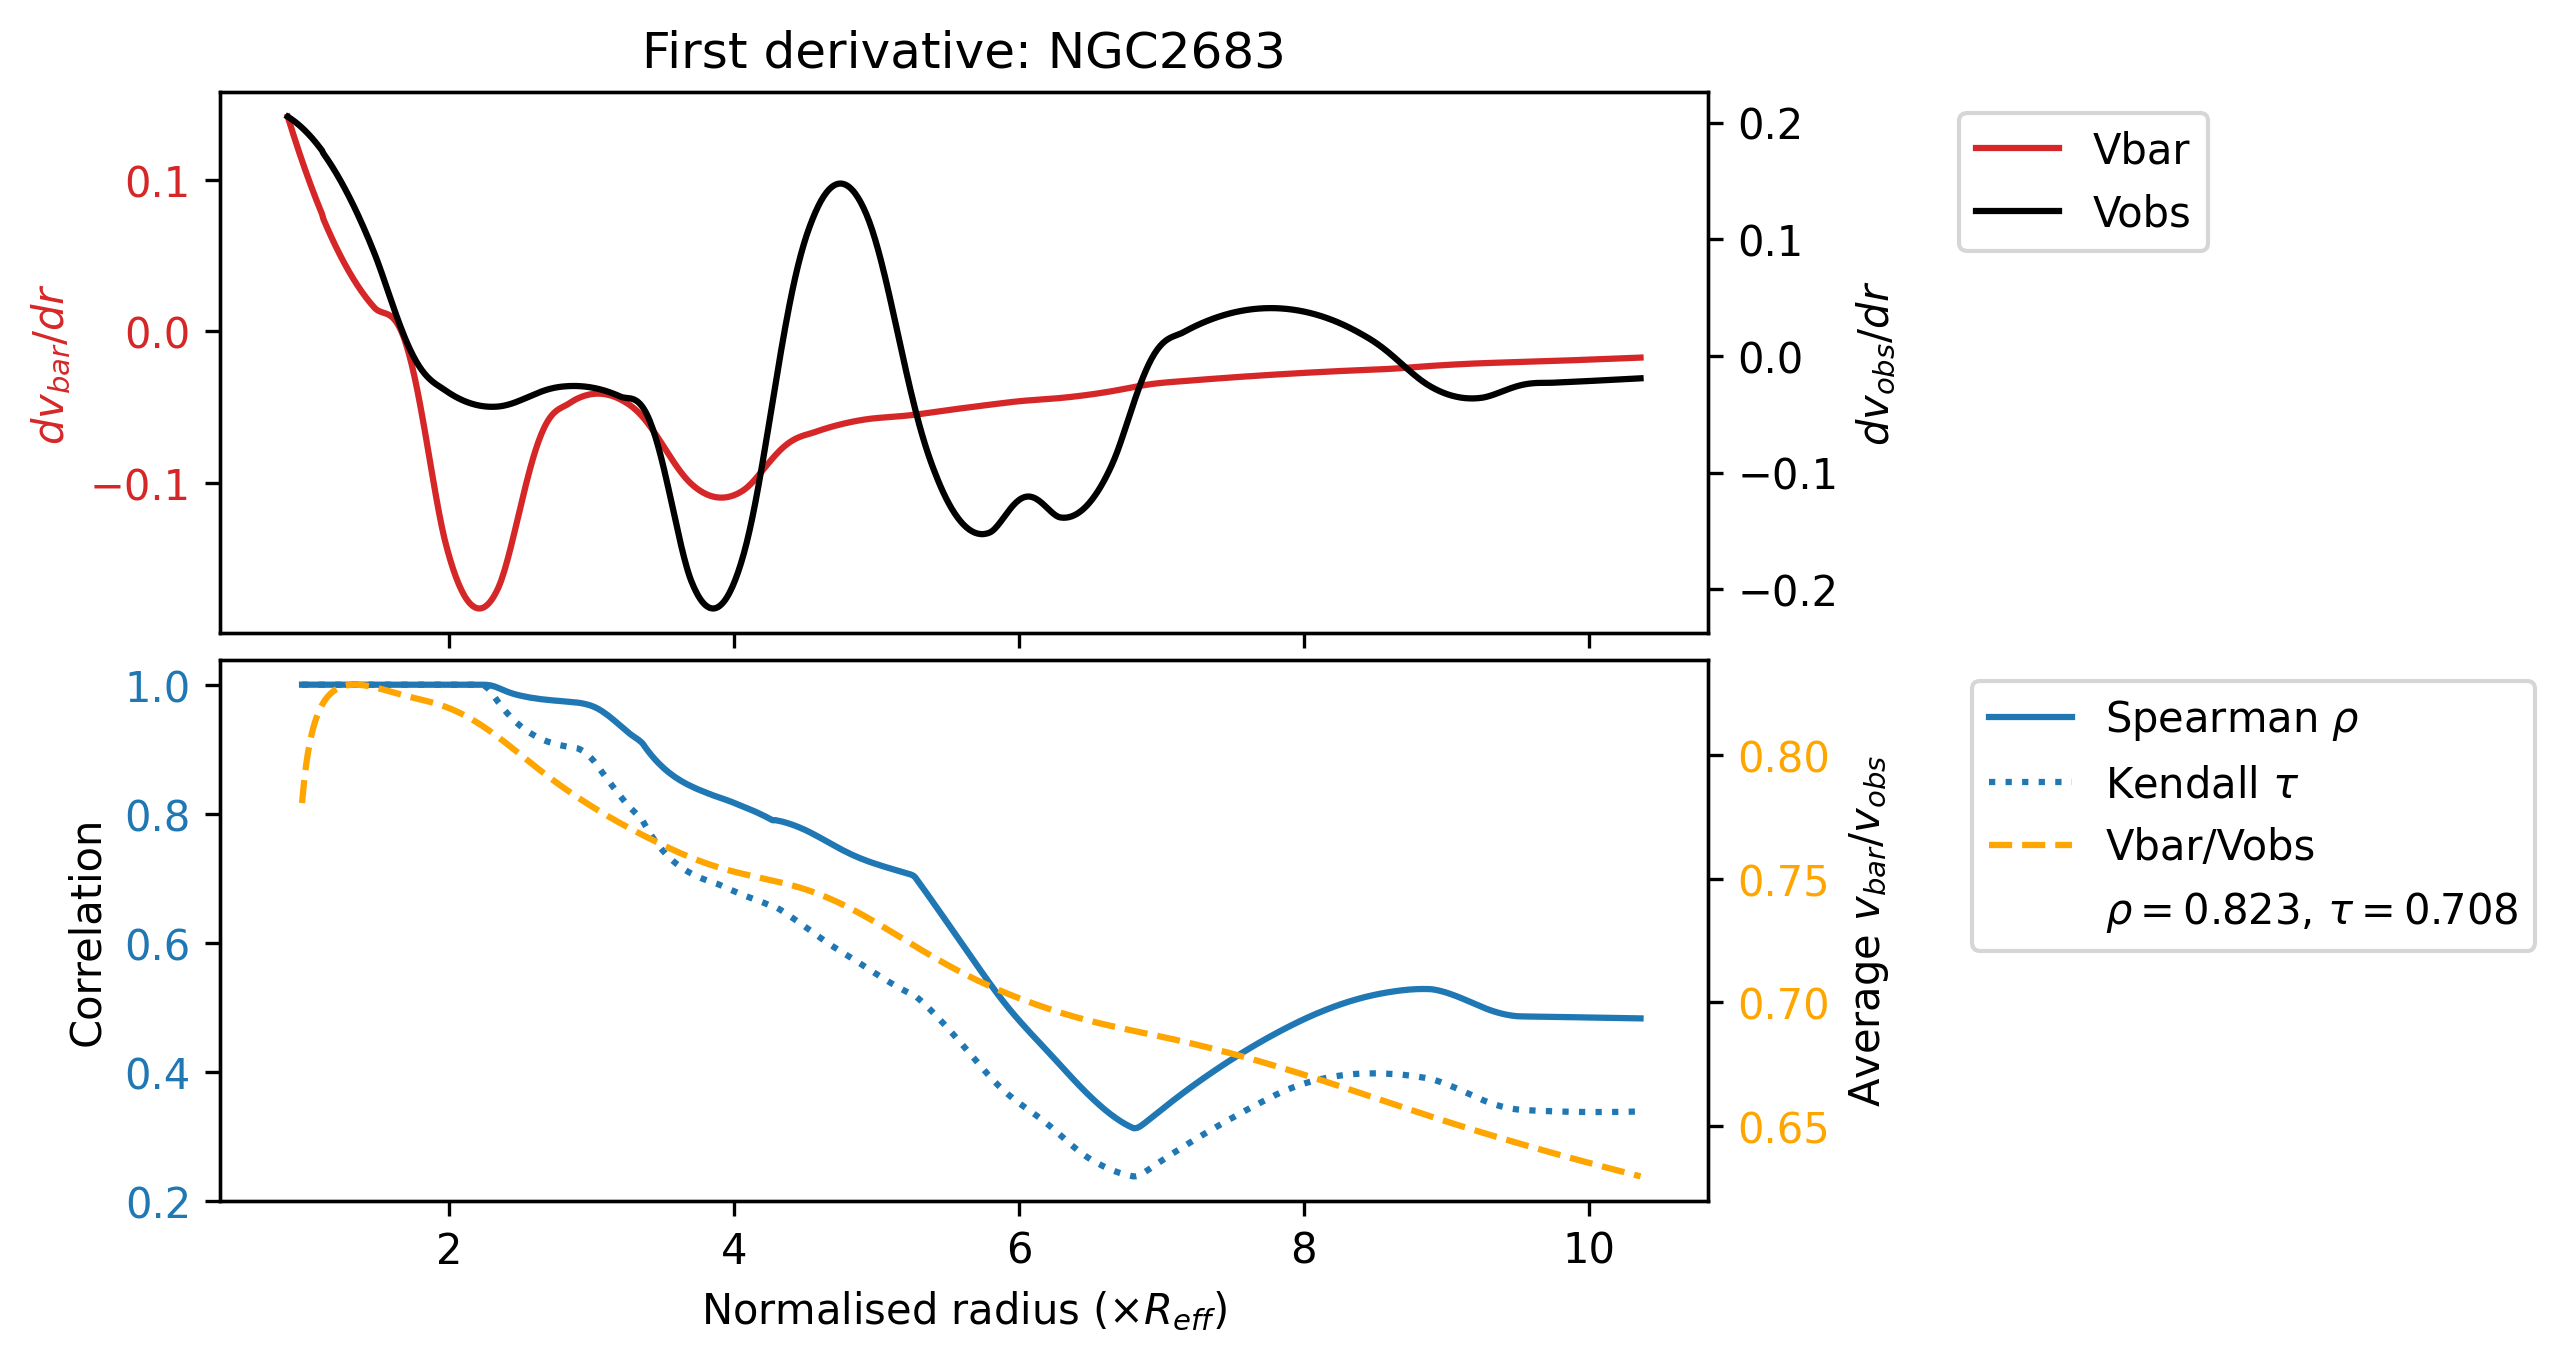 First derivative: NGC2683
0.1
0.0
−0.1
dv_bar/dr
0.2
0.1
0.0
−0.1
−0.2
dv_obs/dr
Vbar
Vobs
1.0
0.8
0.6
0.4
0.2
Correlation
0.80
0.75
0.70
0.65
Average v_bar/v_obs
Spearman ρ
Kendall τ
Vbar/Vobs
ρ = 0.823, τ = 0.708
2 4 6 8 10
Normalised radius (×R_eff)